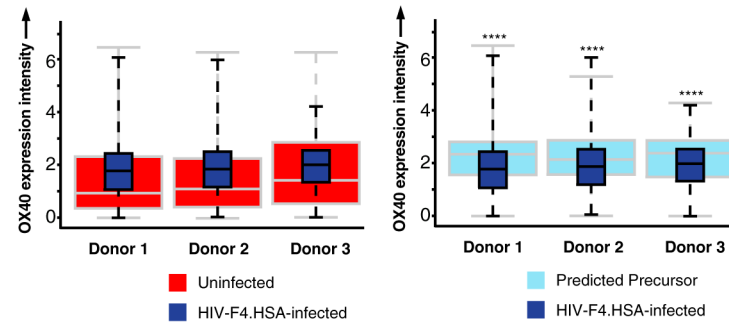 OX40 expression intensity
6
4
2
0
Donor 1 Donor 2 Donor 3
Uninfected
HIV-F4.HSA-infected
OX40 expression intensity
6
4
2
0
****
****
****
Donor 1 Donor 2 Donor 3
Predicted Precursor
HIV-F4.HSA-infected